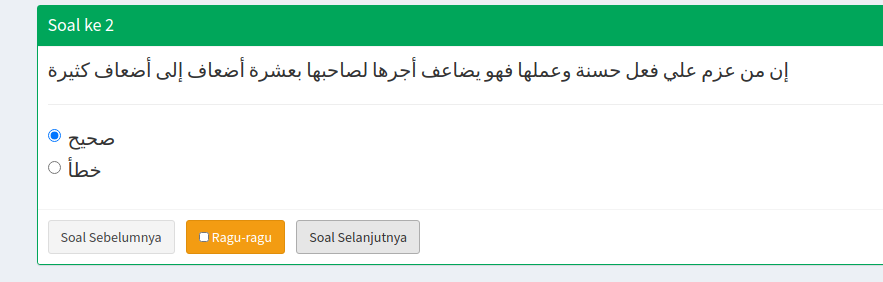 Soal ke 2
إن من عزم علي فعل حسنة وعملها فهو يضاعف أجرها لصاحبها بعشرة أضعاف إلى أضعاف كثيرة
صحيح
خطأ
Soal Sebelumnya Ragu-ragu Soal Selanjutnya